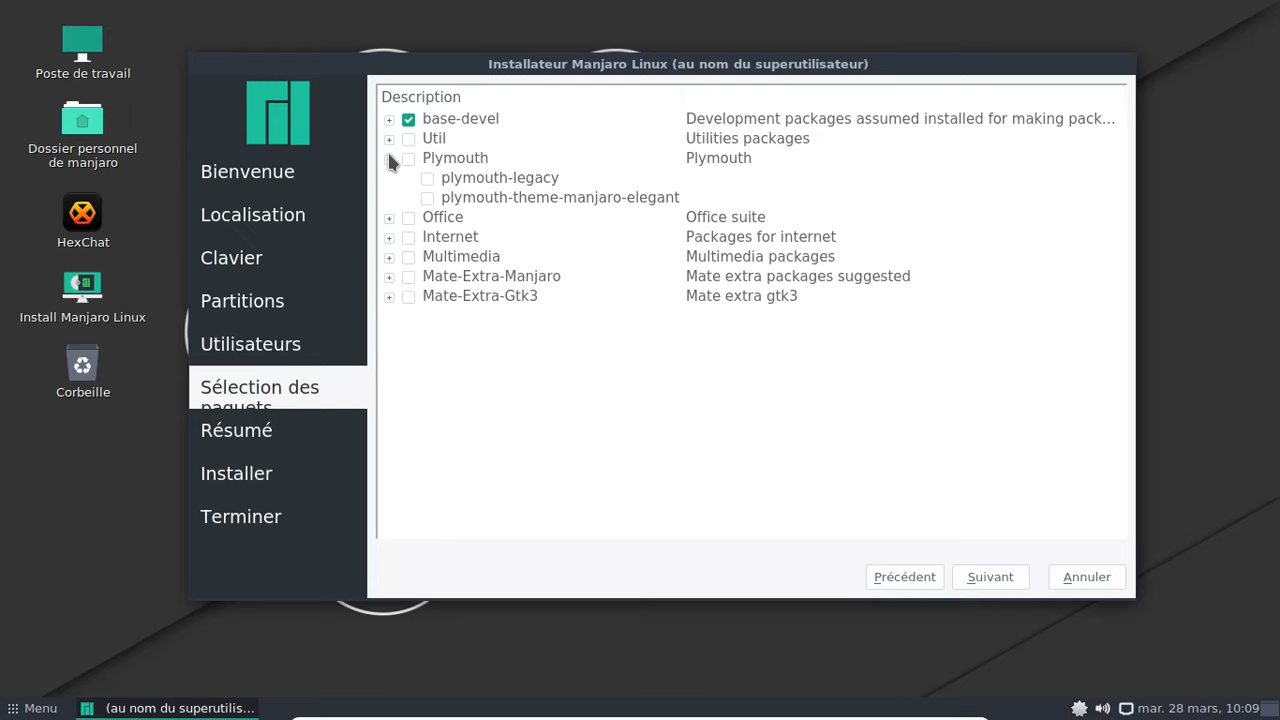 Poste de travail
Dossier personnel
de manjaro
HexChat
Install Manjaro Linux
Corbeille
Installateur Manjaro Linux (au nom du superutilisateur)
Bienvenue
Localisation
Clavier
Partitions
Utilisateurs
Sélection des
paquets
Résumé
Installer
Terminer
Description
base-devel Development packages assumed installed for making pack...
Util Utilities packages
Plymouth Plymouth
plymouth-legacy
plymouth-theme-manjaro-elegant
Office Office suite
Internet Packages for internet
Multimedia Multimedia packages
Mate-Extra-Manjaro Mate extra packages suggested
Mate-Extra-Gtk3 Mate extra gtk3
Précédent Suivant Annuler
Menu (au nom du superutilis... mar. 28 mars, 10:09